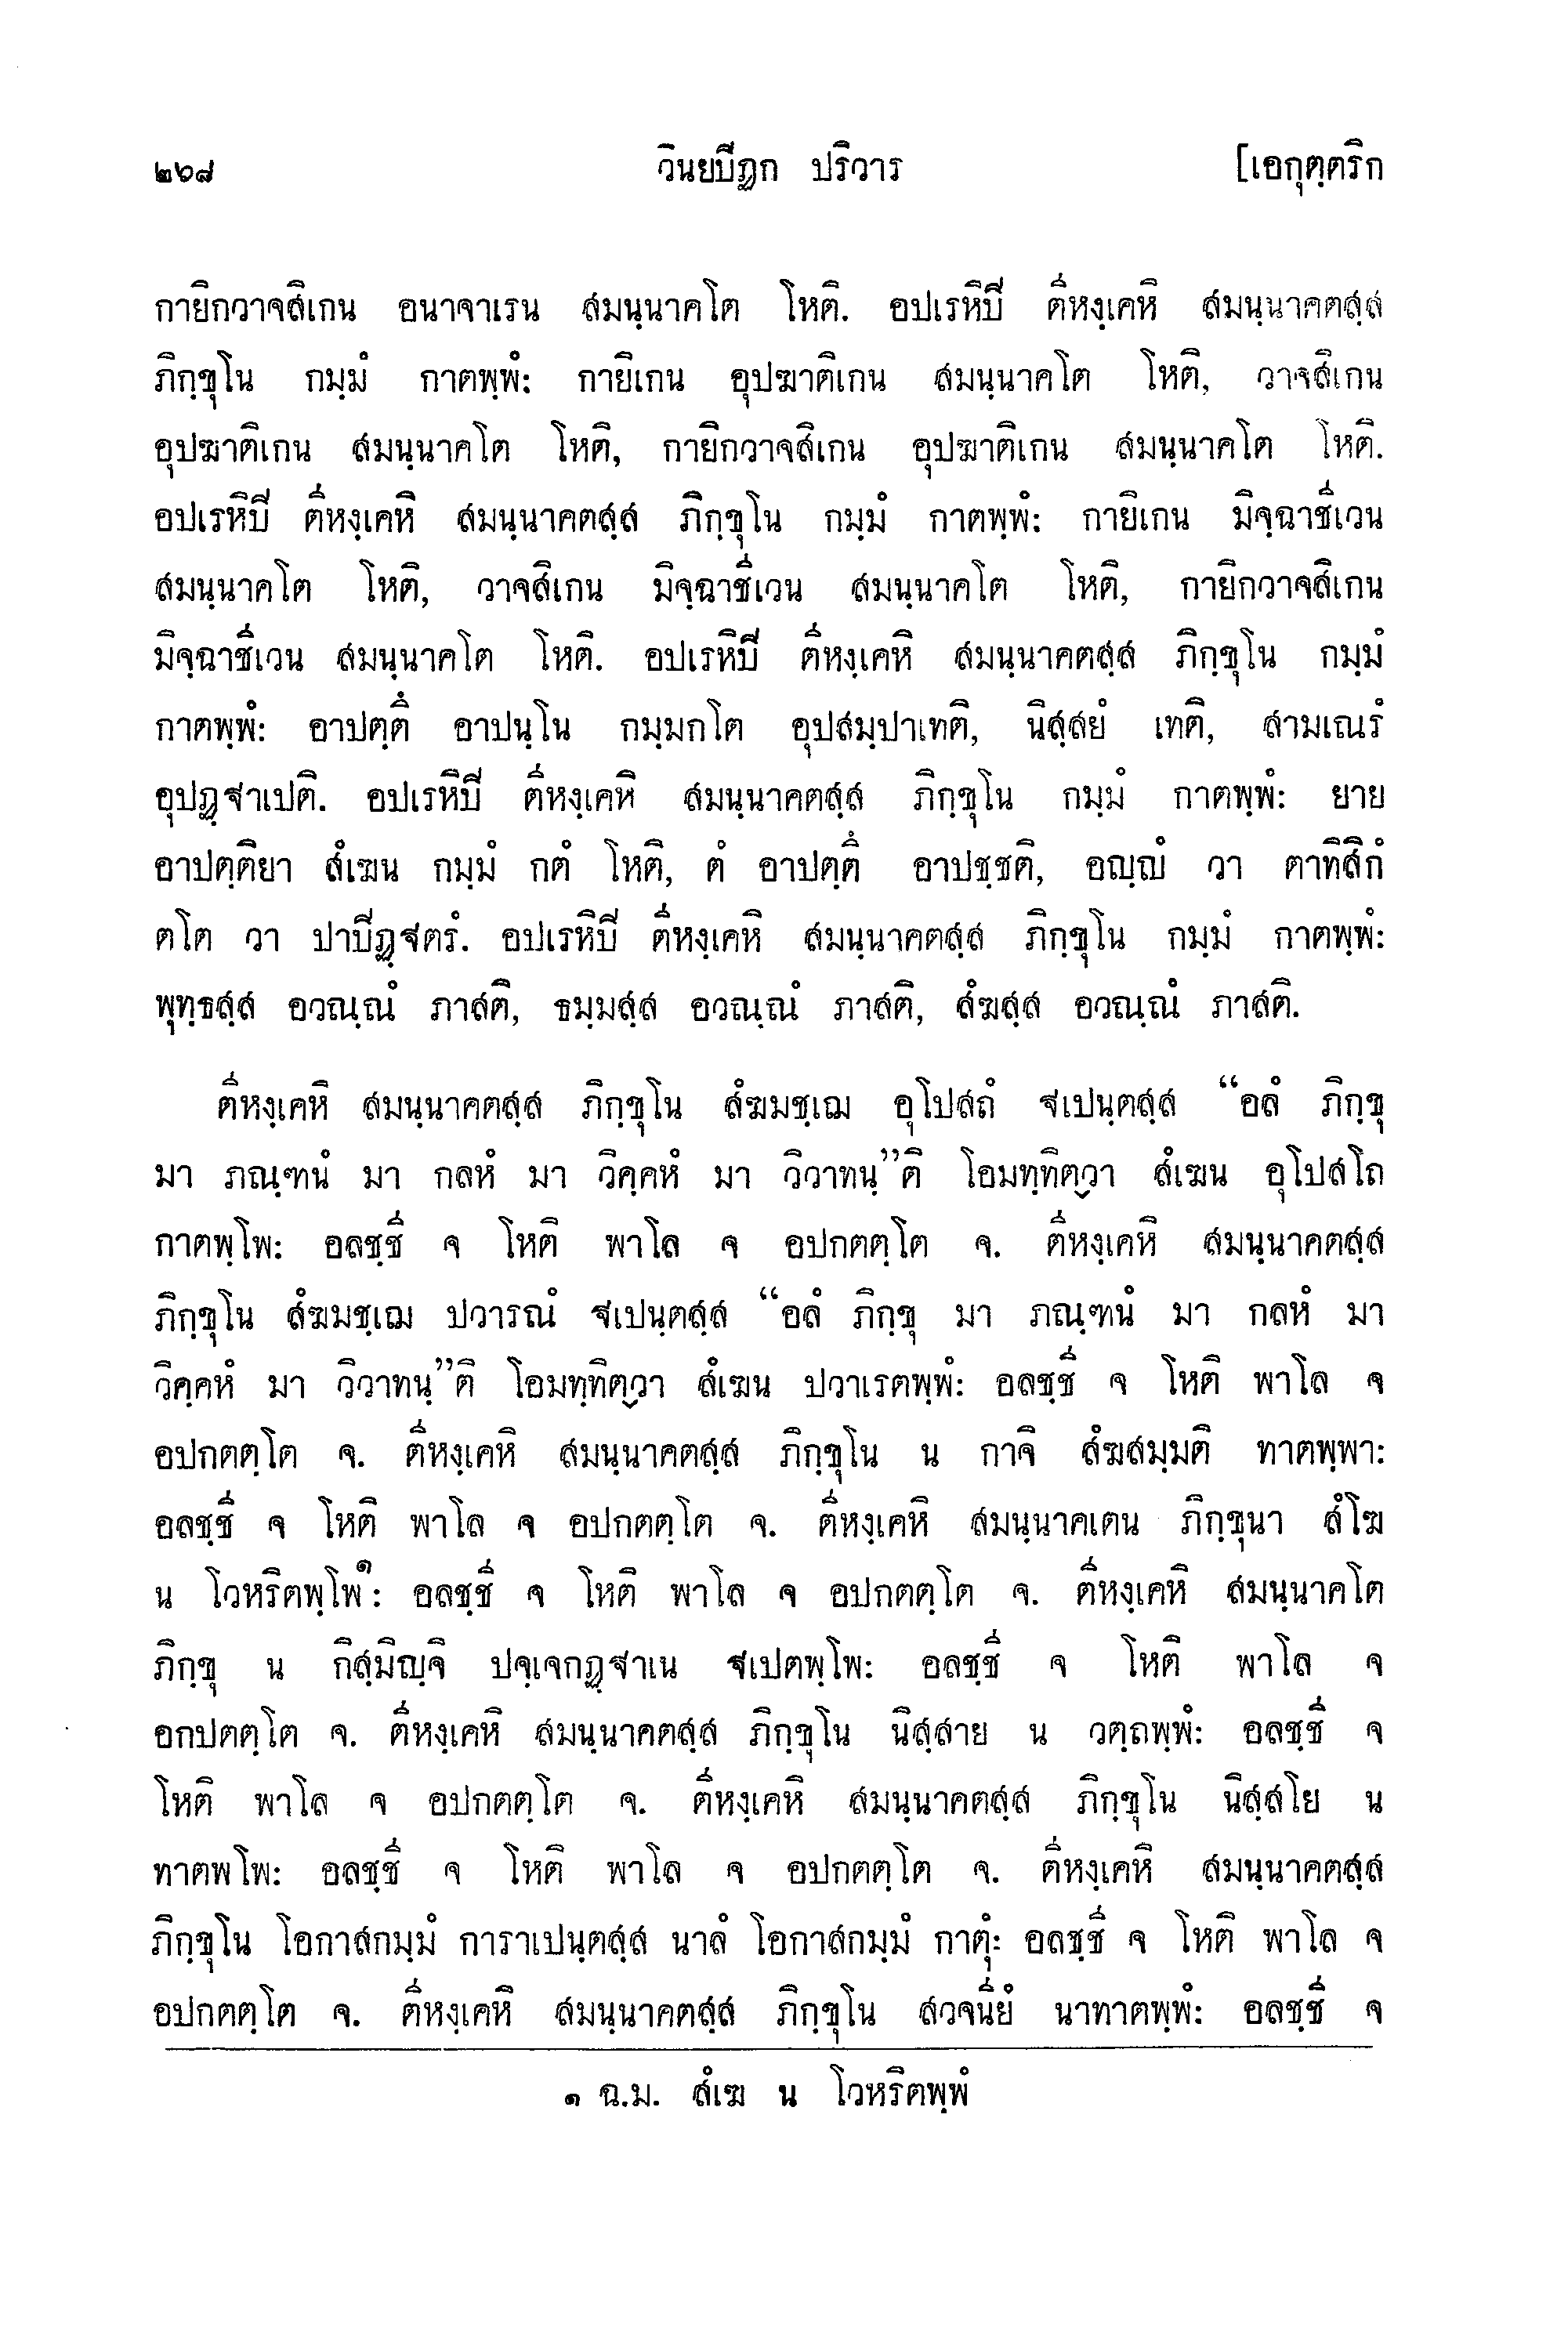 ๒๖๘ วินยปิฏก ปริวาร [เอกุตฺตริก
กายิกวาจสิเกน อนาจาเรน สมนฺนาคโต โหติ. อปเรหิปิ ตีหงฺเคหิ สมนฺนาคตสฺส
ภิกฺขุโน กมฺมํ กาตพฺพํ: กายิเกน อุปฆาติเกน สมนฺนาคโต โหติ, วาจสิเกน
อุปฆาติเกน สมนฺนาคโต โหติ, กายิกวาจสิเกน อุปฆาติเกน สมนฺนาคโต โหติ.
อปเรหิปิ ตีหงฺเคหิ สมนฺนาคตสฺส ภิกฺขุโน กมฺมํ กาตพฺพํ: กายิเกน มิจฺฉาชีเวน
สมนฺนาคโต โหติ, วาจสิเกน มิจฺฉาชีเวน สมนฺนาคโต โหติ, กายิกวาจสิเกน
มิจฺฉาชีเวน สมนฺนาคโต โหติ. อปเรหิปิ ตีหงฺเคหิ สมนฺนาคตสฺส ภิกฺขุโน กมฺมํ
กาตพฺพํ: อาปตฺตึ อาปนฺโน กมฺมกโต อุปสมฺปาเทติ, นิสฺสยํ เทติ, สามเณรํ
อุปฏฺฐาเปติ. อปเรหิปิ ตีหงฺเคหิ สมนฺนาคตสฺส ภิกฺขุโน กมฺมํ กาตพฺพํ: ยาย
อาปตฺติยา สํเฆน กมฺมํ กตํ โหติ, ตํ อาปตฺตึ อาปชฺชติ, อญฺญํ วา ตาทิสิกํ
ตโต วา ปาปิฏฺฐตรํ. อปเรหิปิ ตีหงฺเคหิ สมนฺนาคตสฺส ภิกฺขุโน กมฺมํ กาตพฺพํ:
พุทฺธสฺส อวณฺณํ ภาสติ, ธมฺมสฺส อวณฺณํ ภาสติ, สํฆสฺส อวณฺณํ ภาสติ.
ตีหงฺเคหิ สมนฺนาคตสฺส ภิกฺขุโน สํฆมชฺเฌ อุโปสถํ ฐเปนฺตสฺส “อลํ ภิกฺขุ
มา ภณฺฑนํ มา กลหํ มา วิคฺคหํ มา วิวาทนฺ”ติ โอมทฺทิตฺวา สํเฆน อุโปสโถ
กาตพฺโพ: อลชฺชี จ โหติ พาโล จ อปกตตฺโต จ. ตีหงฺเคหิ สมนฺนาคตสฺส
ภิกฺขุโน สํฆมชฺเฌ ปวารณํ ฐเปนฺตสฺส “อลํ ภิกฺขุ มา ภณฺฑนํ มา กลหํ มา
วิคฺคหํ มา วิวาทนฺ”ติ โอมทฺทิตฺวา สํเฆน ปวาเรตพฺพํ: อลชฺชี จ โหติ พาโล จ
อปกตตฺโต จ. ตีหงฺเคหิ สมนฺนาคตสฺส ภิกฺขุโน น กาจิ สํฆสมฺมติ ทาตพฺพา:
อลชฺชี จ โหติ พาโล จ อปกตตฺโต จ. ตีหงฺเคหิ สมนฺนาคเตน ภิกฺขุนา สํโฆ
น โวหริตพฺโพ๑: อลชฺชี จ โหติ พาโล จ อปกตตฺโต จ. ตีหงฺเคหิ สมนฺนาคโต
ภิกฺขุ น กิสฺมิญฺจิ ปจฺเจกฏฺฐาเน ฐเปตพฺโพ: อลชฺชี จ โหติ พาโล จ
อกปตตฺโต จ. ตีหงฺเคหิ สมนฺนาคตสฺส ภิกฺขุโน นิสฺสาย น วตฺถพฺพํ: อลชฺชี จ
โหติ พาโล จ อปกตตฺโต จ. ตีหงฺเคหิ สมนฺนาคตสฺส ภิกฺขุโน นิสฺสโย น
ทาตพโพ: อลชฺชี จ โหติ พาโล จ อปกตตฺโต จ. ตีหงฺเคหิ สมนฺนาคตสฺส
ภิกฺขุโน โอกาสกมฺมํ การาเปนฺตสฺส นาลํ โอกาสกมฺมํ กาตุํ: อลชฺชี จ โหติ พาโล จ
อปกตตฺโต จ. ตีหงฺเคหิ สมนฺนาคตสฺส ภิกฺขุโน สวจนียํ นาทาตพฺพํ: อลชฺชี จ
๑ ฉ.ม. สํเฆ น โวหริตพฺพํ